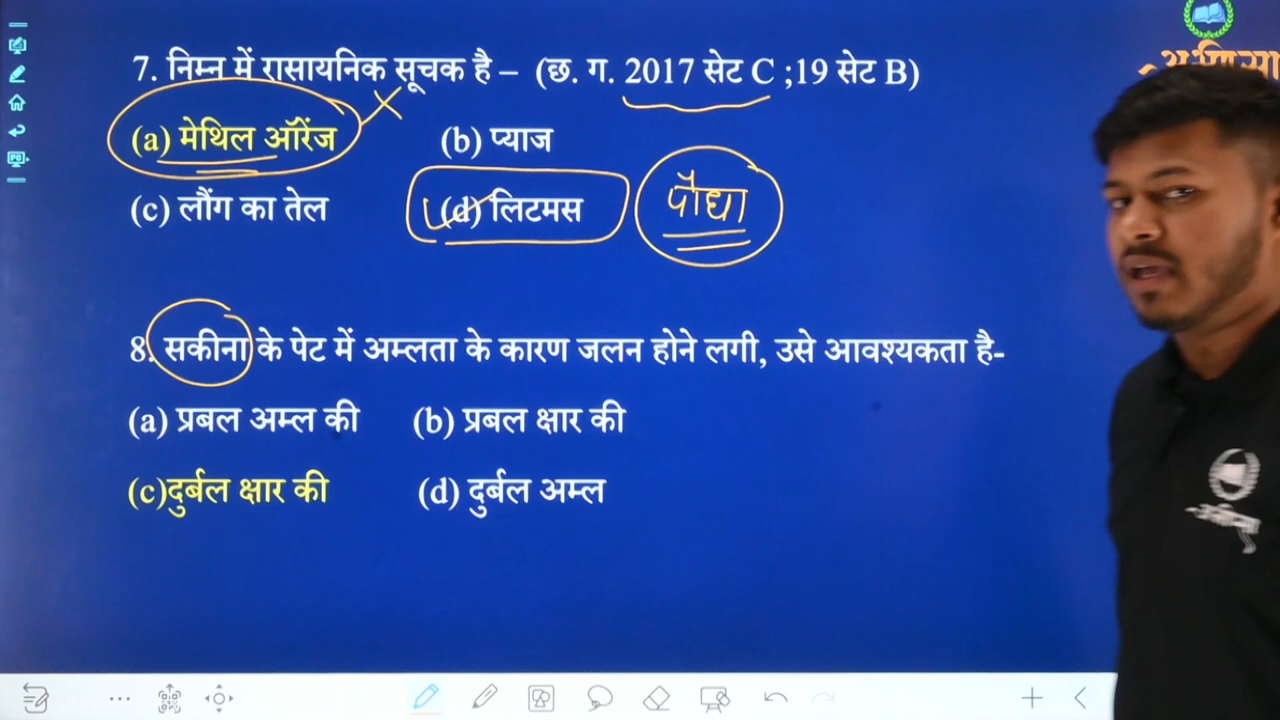 7. निम्न में रासायनिक सूचक है – (छ. ग. 2017 सेट C ;19 सेट B)
(a) मेथिल ऑरेंज (b) प्याज
(c) लौंग का तेल (d) लिटमस पौधा
8. सकीना के पेट में अम्लता के कारण जलन होने लगी, उसे आवश्यकता है-
(a) प्रबल अम्ल की (b) प्रबल क्षार की
(c)दुर्बल क्षार की (d) दुर्बल अम्ल